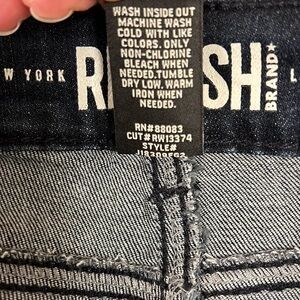 WASH INSIDE OUT
MACHINE WASH
COLD WITH LIKE
COLORS. ONLY
NON-CHLORINE
BLEACH WHEN
NEEDED.TUMBLE
DRY LOW. WARM
IRON WHEN
NEEDED.
RN#88083
CUT#RW13374
STYLE#
W YORK
R
SH
BRAND★
L